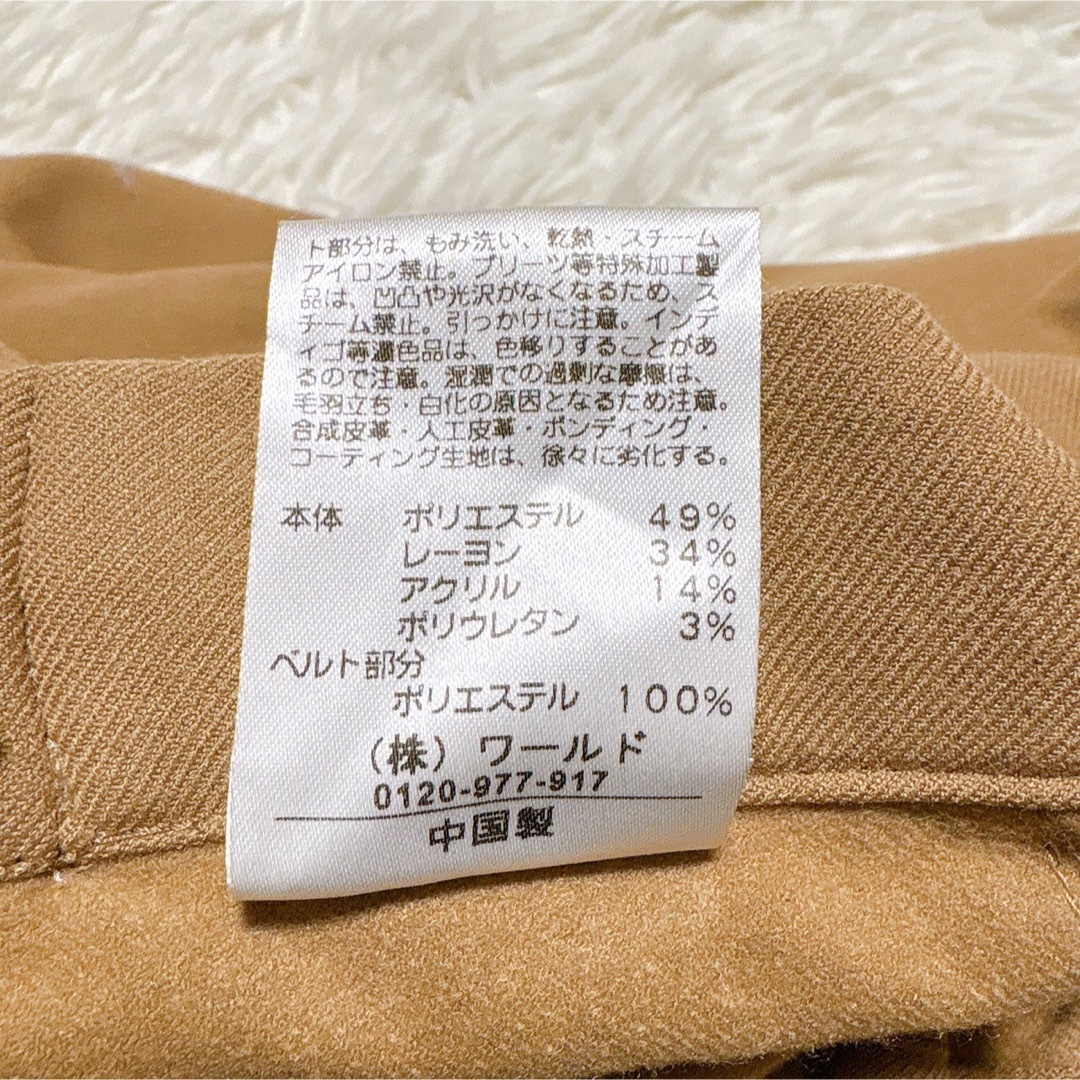 ト部分は、もみ洗い、乾熱・スチーム
アイロン禁止。プリーツ等特殊加工製
品は、凹凸や光沢がなくなるため、ス
チーム禁止。引っかけに注意。インデ
ィゴ等濃色品は、色移りすることがあ
るので注意。湿潤での過剰な摩擦は、
毛羽立ち・白化の原因となるため注意。
合成皮革・人工皮革・ボンディング・
コーティング生地は、徐々に劣化する。
本体 ポリエステル 49%
レーヨン 34%
アクリル 14%
ポリウレタン 3%
ベルト部分
ポリエステル 100%
(株) ワールド
0120-977-917
中国製